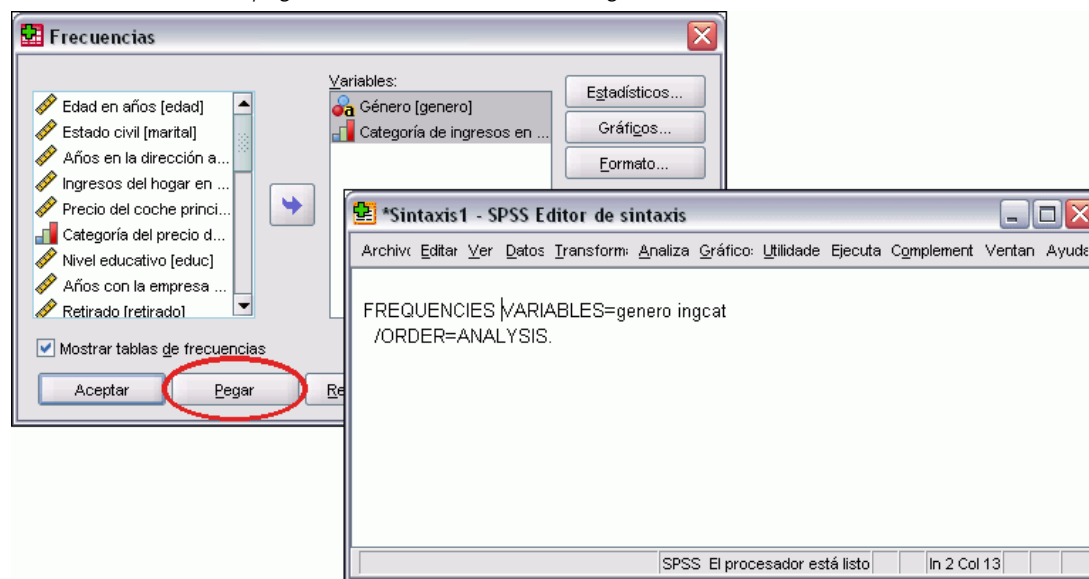 Frecuencias
Variables:
Edad en años [edad]
Estado civil [marital]
Años en la dirección a...
Ingresos del hogar en ...
Precio del coche princi...
Categoría del precio d...
Nivel educativo [educ]
Años con la empresa ...
Retirado [retirado]
Género [genero]
Categoría de ingresos en ...
Estadísticos...
Gráficos...
Formato...
Mostrar tablas de frecuencias
Aceptar Pegar Re
*Sintaxis1 - SPSS Editor de sintaxis
Archivo Editar Ver Datos Transform Analiza Gráfico Utilidade Ejecuta Complement Ventan Ayuda
FREQUENCIES VARIABLES=genero ingcat
/ORDER=ANALYSIS.
SPSS El procesador está listo In 2 Col 13